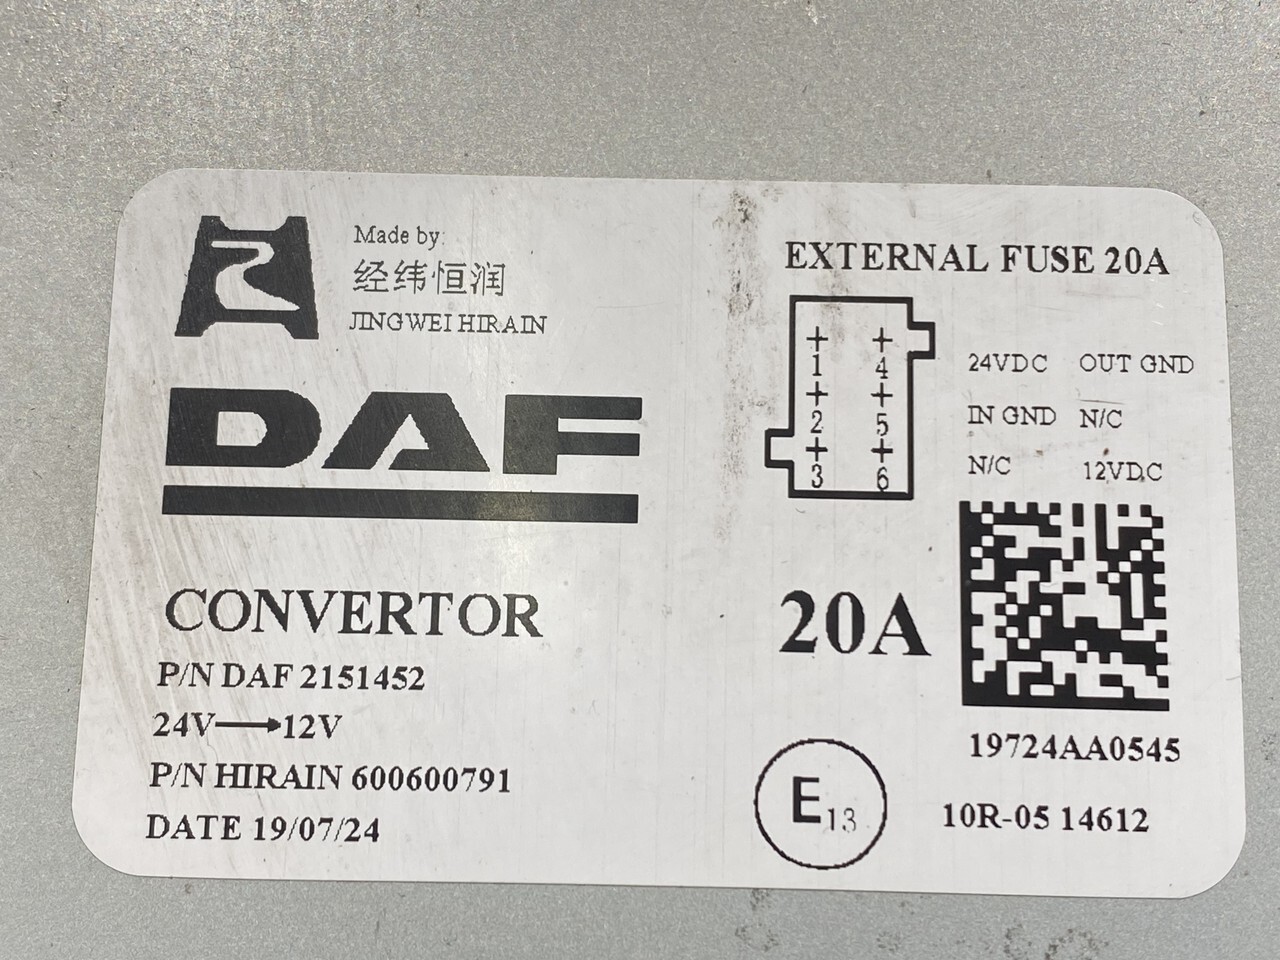 Made by:
经纬恒润
JINGWEI HIRAIN
DAF
CONVERTOR
P/N DAF 2151452
24V→12V
P/N HIRAIN 600600791
DATE 19/07/24
EXTERNAL FUSE 20A
+ +
1 4
+ +
2 5
+ +
3 6
24VDC OUT GND
IN GND N/C
N/C 12VDC
20A
19724AA0545
E13
10R-05 14612